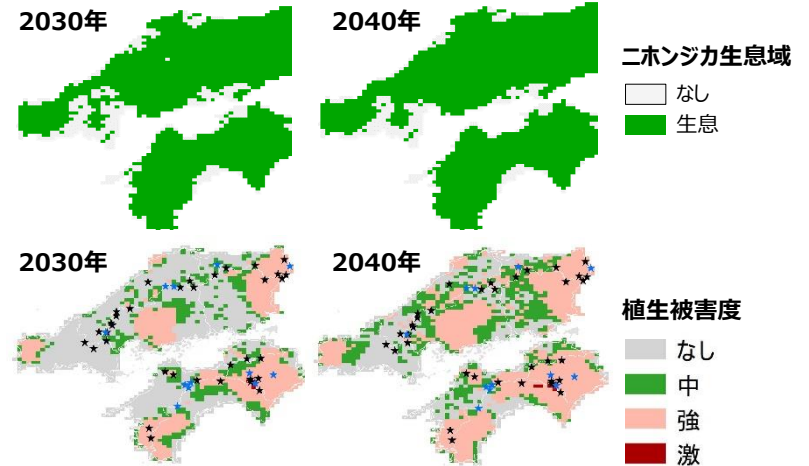 2030年
2040年
ニホンジカ生息域
なし
生息
2030年
2040年
植生被害度
なし
中
強
激